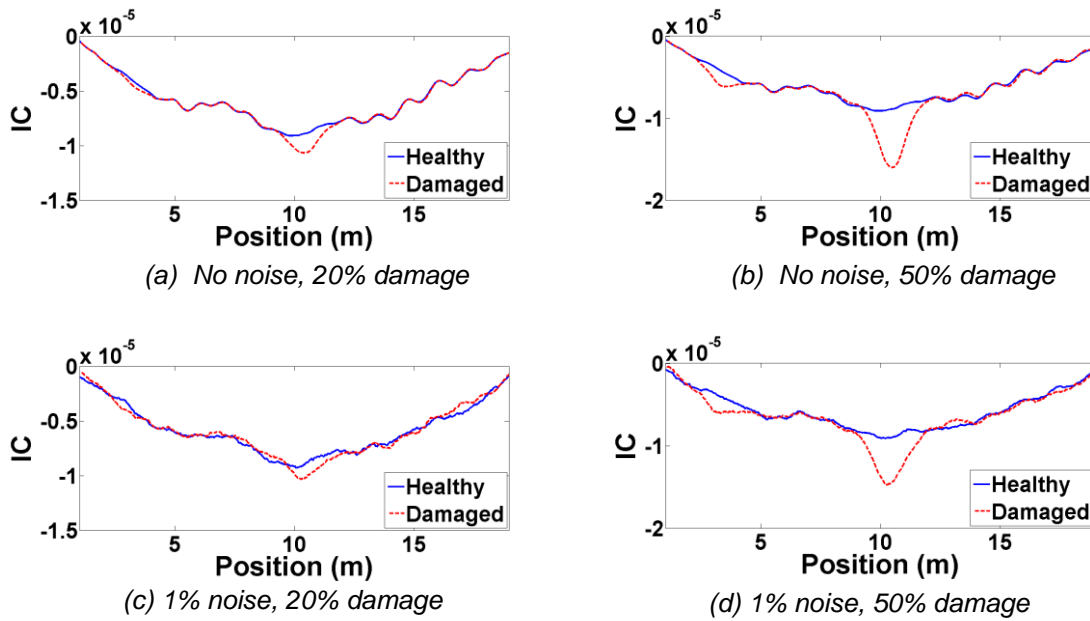 x 10-5
0
-0.5
-1
-1.5
IC
5
10
15
Position (m)
Healthy
Damaged
(a) No noise, 20% damage
x 10-5
0
-1
-2
IC
5
10
15
Position (m)
Healthy
Damaged
(b) No noise, 50% damage
x 10-5
0
-0.5
-1
-1.5
IC
5
10
15
Position (m)
Healthy
Damaged
(c) 1% noise, 20% damage
x 10-5
0
-1
-2
IC
5
10
15
Position (m)
Healthy
Damaged
(d) 1% noise, 50% damage